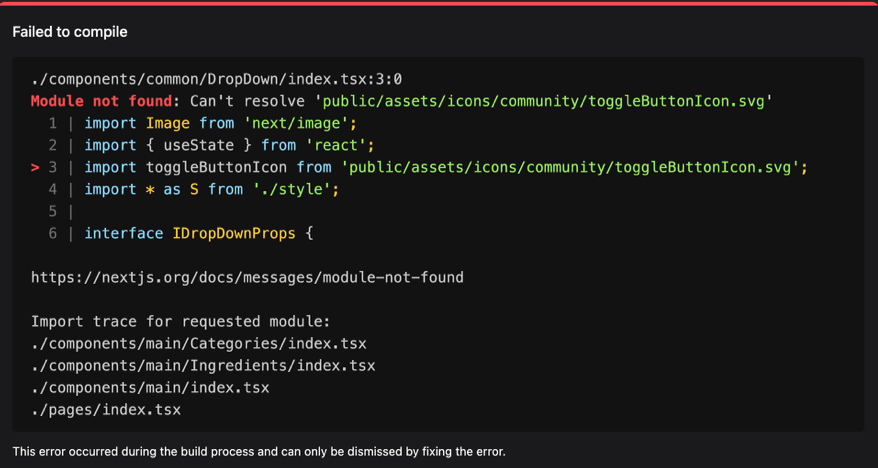 Failed to compile
./components/common/DropDown/index.tsx:3:0
Module not found: Can't resolve 'public/assets/icons/community/toggleButtonIcon.svg'
1 | import Image from 'next/image';
2 | import { useState } from 'react';
> 3 | import toggleButtonIcon from 'public/assets/icons/community/toggleButtonIcon.svg';
4 | import * as S from './style';
5 |
6 | interface IDropDownProps {
https://nextjs.org/docs/messages/module-not-found
Import trace for requested module:
./components/main/Categories/index.tsx
./components/main/Ingredients/index.tsx
./components/main/index.tsx
./pages/index.tsx
This error occurred during the build process and can only be dismissed by fixing the error.